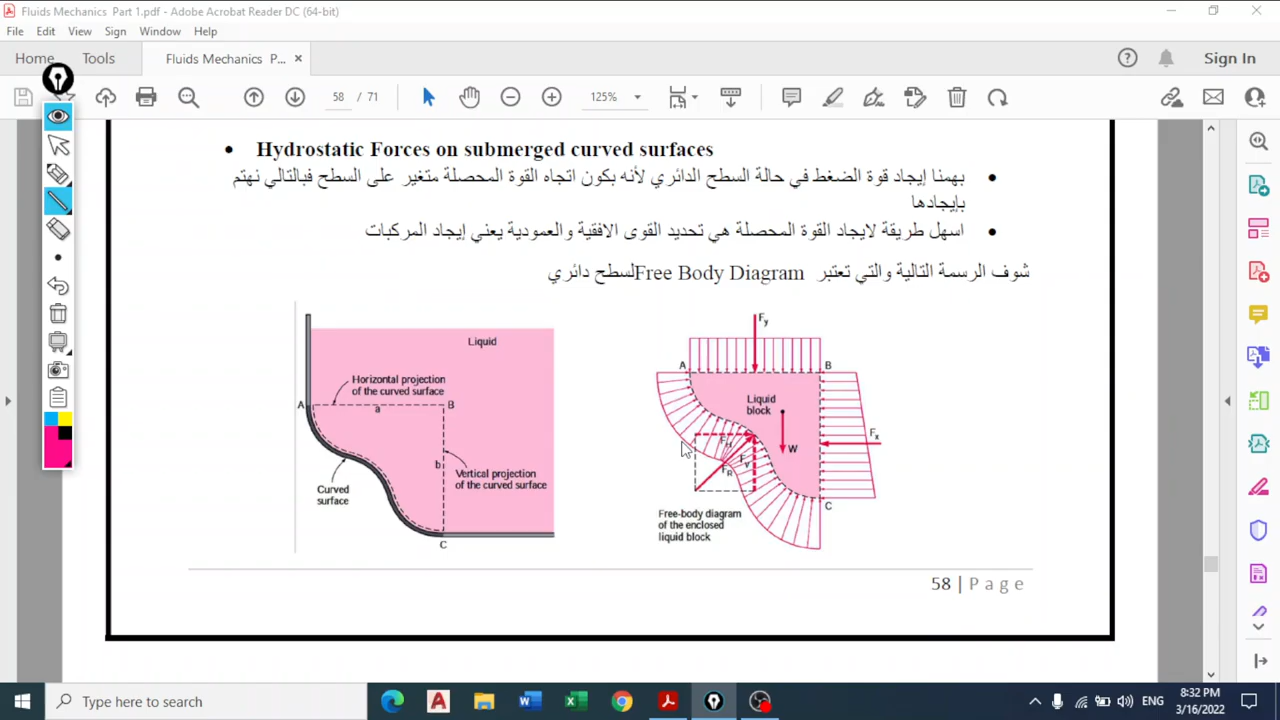 Fluids Mechanics Part 1.pdf - Adobe Acrobat Reader DC (64-bit)
File Edit View Sign Window Help
Home Tools Fluids Mechanics P... × Sign In
58 / 71 125%
• Hydrostatic Forces on submerged curved surfaces
• بهمنا إيجاد قوة الضغط في حالة السطح الدائري لأنه بكون اتجاه القوة المحصلة متغير على السطح فبالتالي نهتم
بإيجادها
• اسهل طريقة لايجاد القوة المحصلة هي تحديد القوى الافقية والعمودية يعني إيجاد المركبات
شوف الرسمة التالية والتي تعتبر Free Body Diagram لسطح دائري
Liquid
Horizontal projection
of the curved surface
A
a
B
b
Vertical projection
of the curved surface
Curved
surface
C
Fy
A
B
Liquid
block
W
Fx
FH
FV
FR
C
Free-body diagram
of the enclosed
liquid block
58 | Page
Type here to search
ENG
8:32 PM
3/16/2022